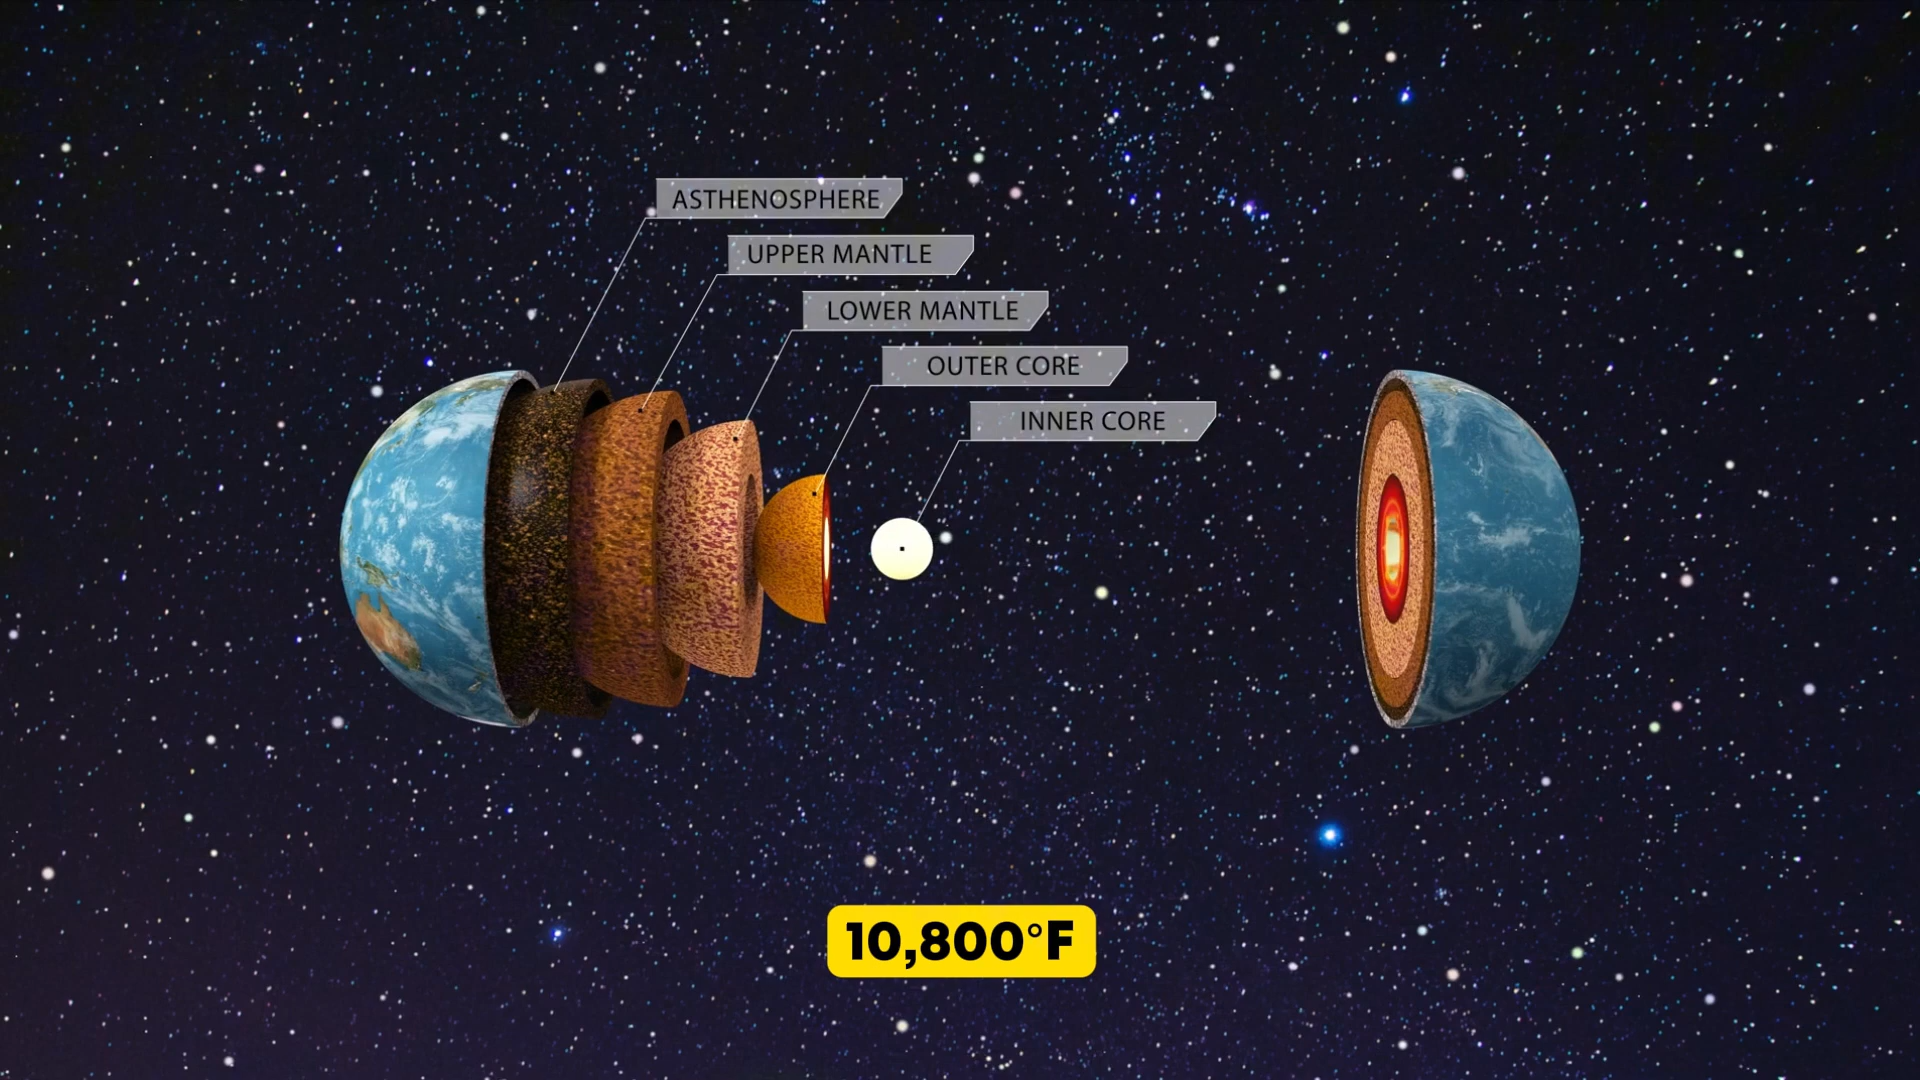 ASTHENOSPHERE
UPPER MANTLE
LOWER MANTLE
OUTER CORE
INNER CORE
10,800°F